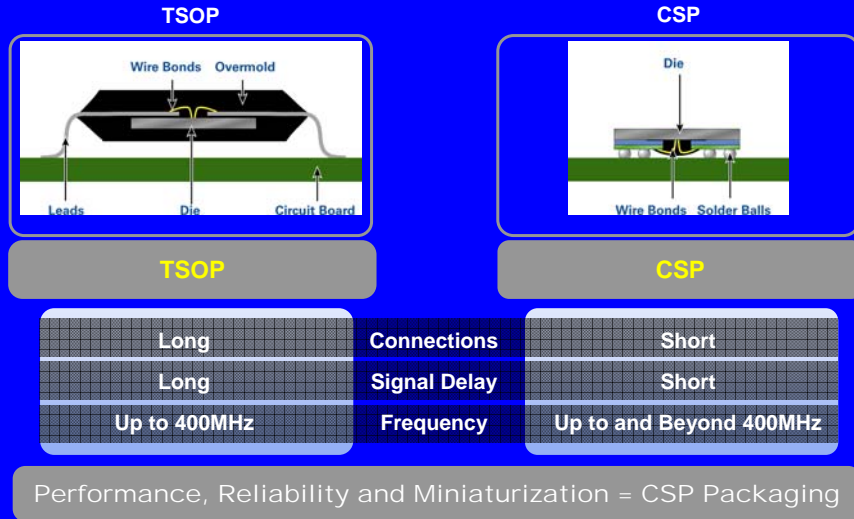 TSOP
CSP
Wire Bonds Overmold
Leads Die Circuit Board
Die
Wire Bonds Solder Balls
TSOP
CSP
Long Connections Short
Long Signal Delay Short
Up to 400MHz Frequency Up to and Beyond 400MHz
Performance, Reliability and Miniaturization = CSP Packaging